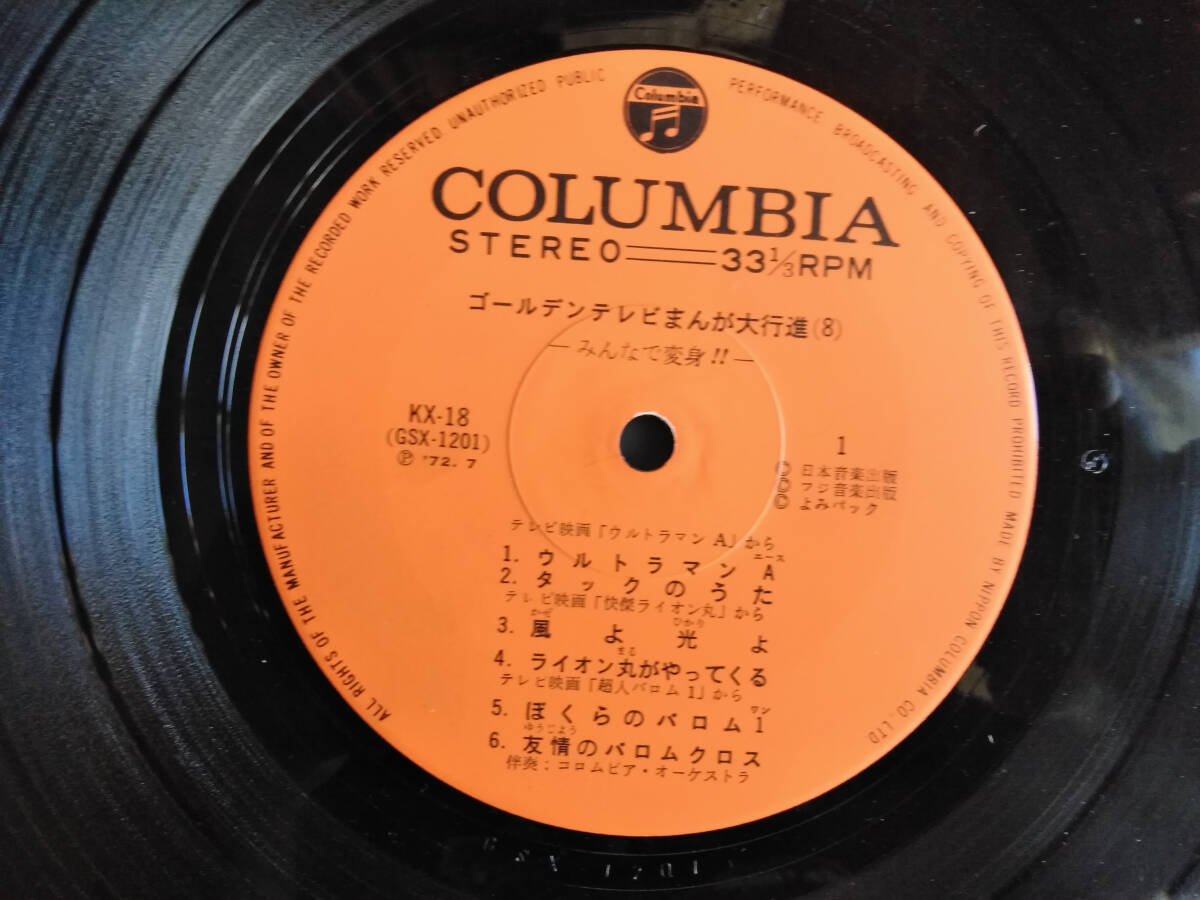 Columbia
ALL RIGHTS OF THE MANUFACTURER AND OF THE OWNER OF THE RECORDED WORK RESERVED UNAUTHORIZED PUBLIC PERFORMANCE BROADCASTING AND COPYING OF THIS RECORD PROHIBITED MADE BY NIPPON COLUMBIA CO., LTD
COLUMBIA
STEREO 33⅓RPM
ゴールデンテレビまんが大行進(8)
—みんなで変身!!—
KX-18
(GSX-1201)
Ⓟ '72.7
1
© 日本音楽出版
© フジ音楽出版
© よみパック
テレビ映画「ウルトラマンA」から
エース
1. ウルトラマンA
2. タックのうた
テレビ映画「快傑ライオン丸」から
かぜ ひかり
3. 風よ光よ
まる
4. ライオン丸がやってくる
テレビ映画「超人バロム1」から
ワン
5. ぼくらのバロム1
ゆうじょう
6. 友情のバロムクロス
伴奏：コロムビア・オーケストラ
GSX 1201